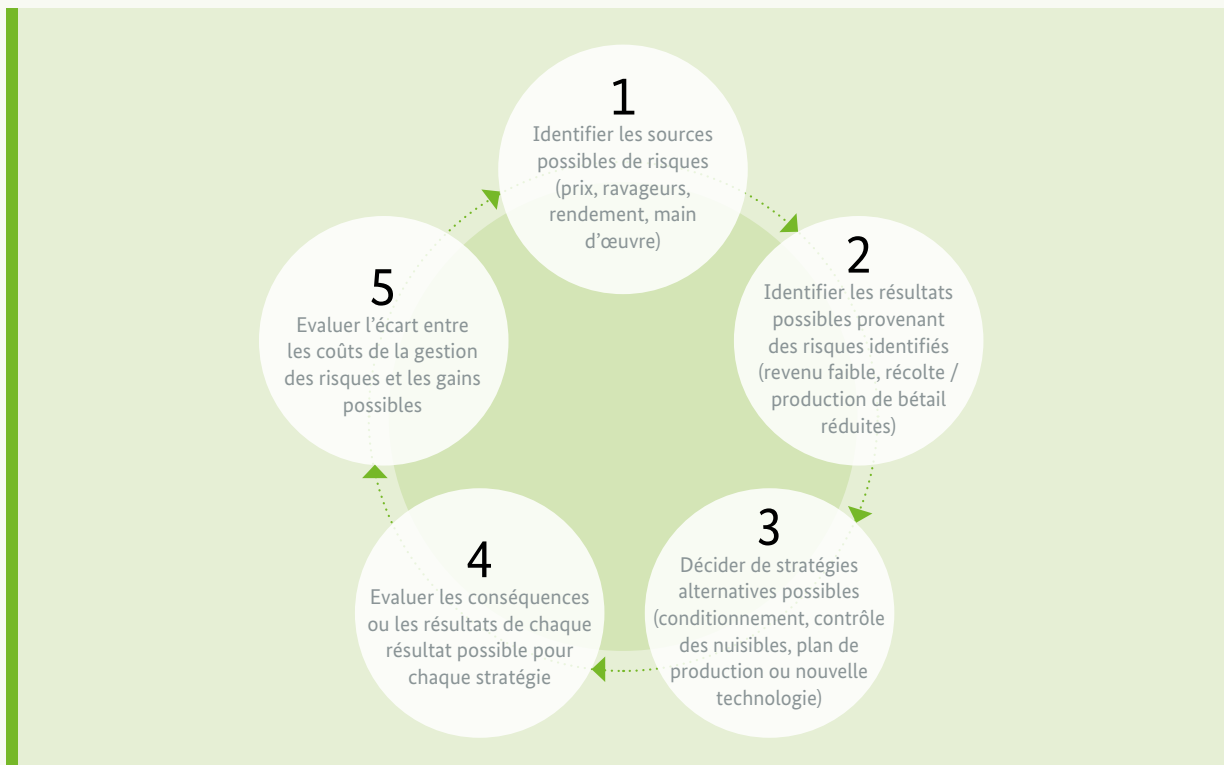 1
Identifier les sources
possibles de risques
(prix, ravageurs,
rendement, main
d'œuvre)
2
Identifier les résultats
possibles provenant
des risques identifiés
(revenu faible, récolte /
production de bétail
réduites)
3
Décider de stratégies
alternatives possibles
(conditionnement, contrôle
des nuisibles, plan de
production ou nouvelle
technologie)
4
Evaluer les conséquences
ou les résultats de chaque
résultat possible pour
chaque stratégie
5
Evaluer l’écart entre
les coûts de la gestion
des risques et les gains
possibles